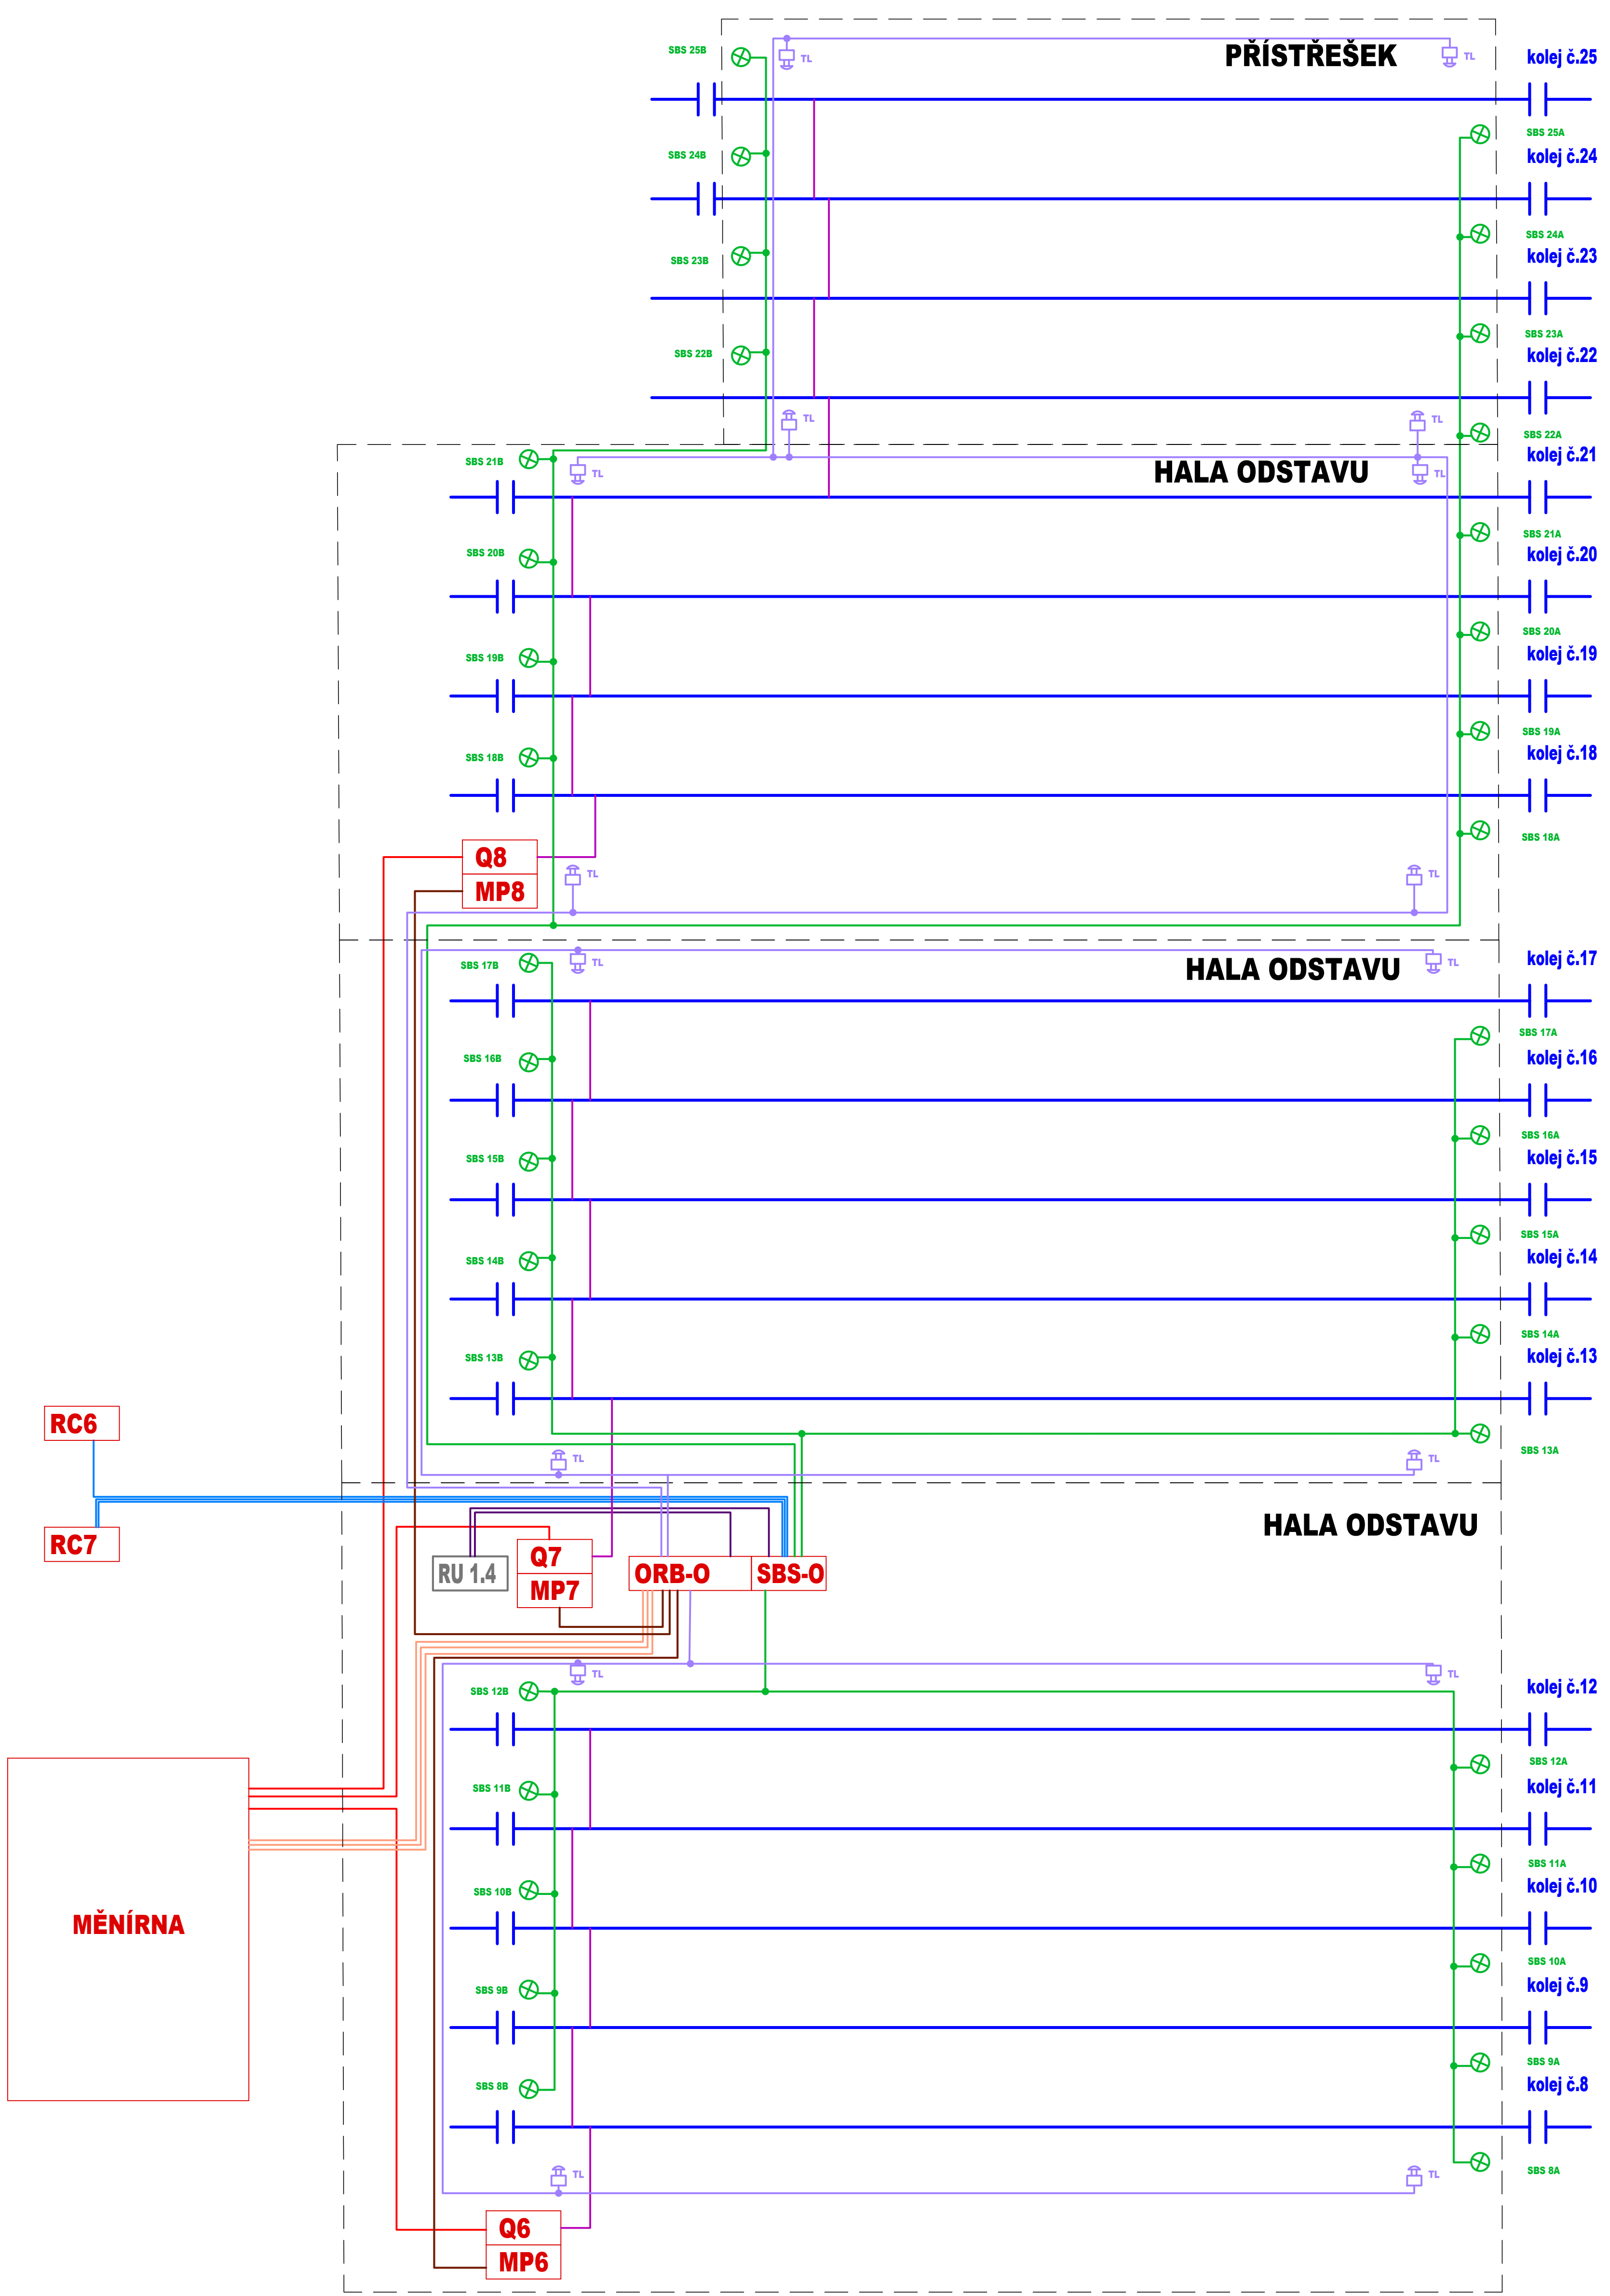 SBS 25B
TL
PŘÍSTŘEŠEK
TL
kolej č.25
SBS 25A
SBS 24B
kolej č.24
SBS 24A
SBS 23B
kolej č.23
SBS 23A
SBS 22B
kolej č.22
TL
TL
SBS 22A
SBS 21B
TL
HALA ODSTAVU
TL
kolej č.21
SBS 21A
SBS 20B
kolej č.20
SBS 20A
SBS 19B
kolej č.19
SBS 19A
SBS 18B
kolej č.18
SBS 18A
Q8
MP8
TL
TL
SBS 17B
TL
HALA ODSTAVU
TL
kolej č.17
SBS 17A
SBS 16B
kolej č.16
SBS 16A
SBS 15B
kolej č.15
SBS 15A
SBS 14B
kolej č.14
SBS 14A
SBS 13B
kolej č.13
SBS 13A
TL
TL
RC6
RC7
HALA ODSTAVU
RU 1.4
Q7
MP7
ORB-O
SBS-O
TL
TL
SBS 12B
kolej č.12
SBS 12A
SBS 11B
kolej č.11
SBS 11A
SBS 10B
kolej č.10
MĚNÍRNA
SBS 10A
SBS 9B
kolej č.9
SBS 9A
SBS 8B
kolej č.8
SBS 8A
TL
TL
Q6
MP6